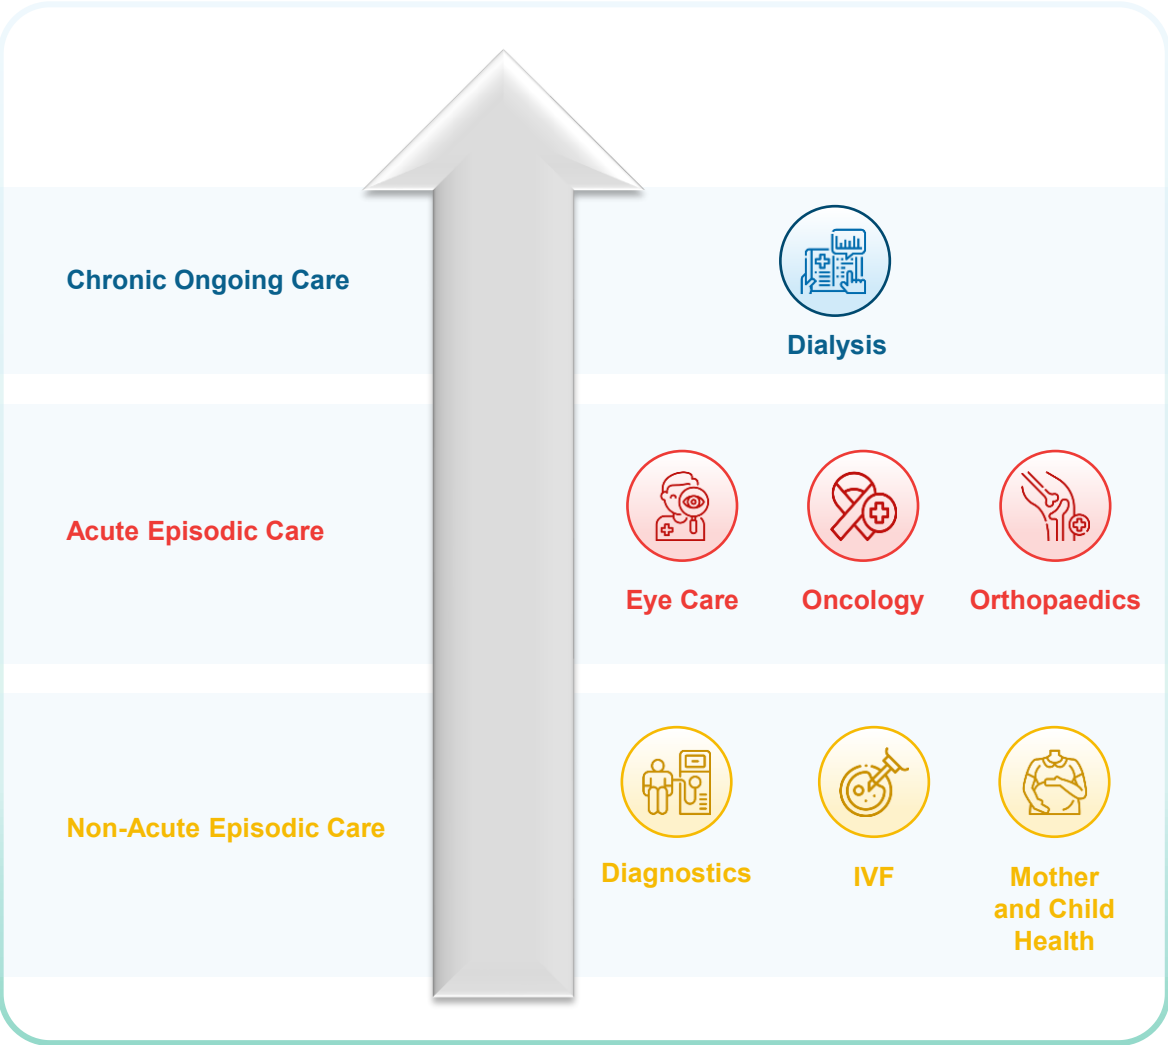 Chronic Ongoing Care
Dialysis
Acute Episodic Care
Eye Care
Oncology
Orthopaedics
Non-Acute Episodic Care
Diagnostics
IVF
Mother
and Child
Health